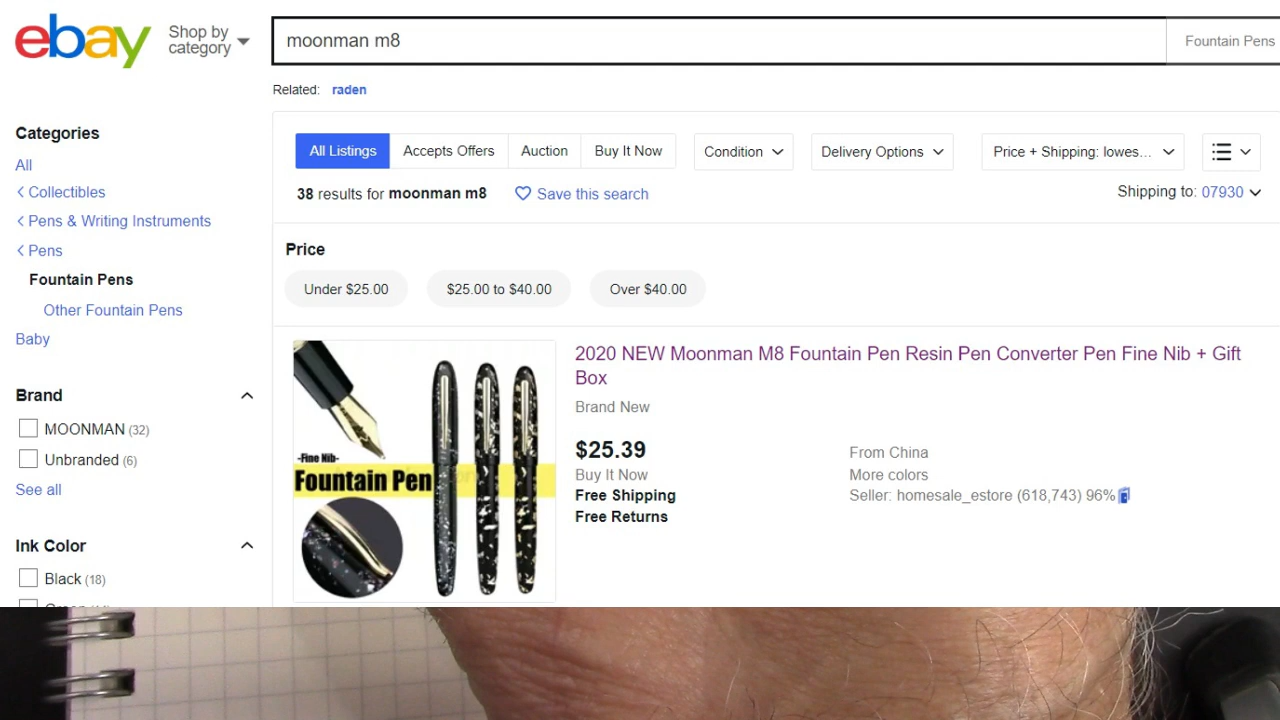 ebay
Shop by
category
moonman m8
Fountain Pens
Related: raden
Categories
All
Collectibles
Pens & Writing Instruments
Pens
Fountain Pens
Other Fountain Pens
Baby
Brand
MOONMAN (32)
Unbranded (6)
See all
Ink Color
Black (18)
All Listings
Accepts Offers
Auction
Buy It Now
Condition
Delivery Options
Price + Shipping: lowes...
38 results for moonman m8
Save this search
Shipping to: 07930
Price
Under $25.00
$25.00 to $40.00
Over $40.00
-Fine Nib-
Fountain Pen
2020 NEW Moonman M8 Fountain Pen Resin Pen Converter Pen Fine Nib + Gift
Box
Brand New
$25.39
Buy It Now
Free Shipping
Free Returns
From China
More colors
Seller: homesale_estore (618,743) 96%